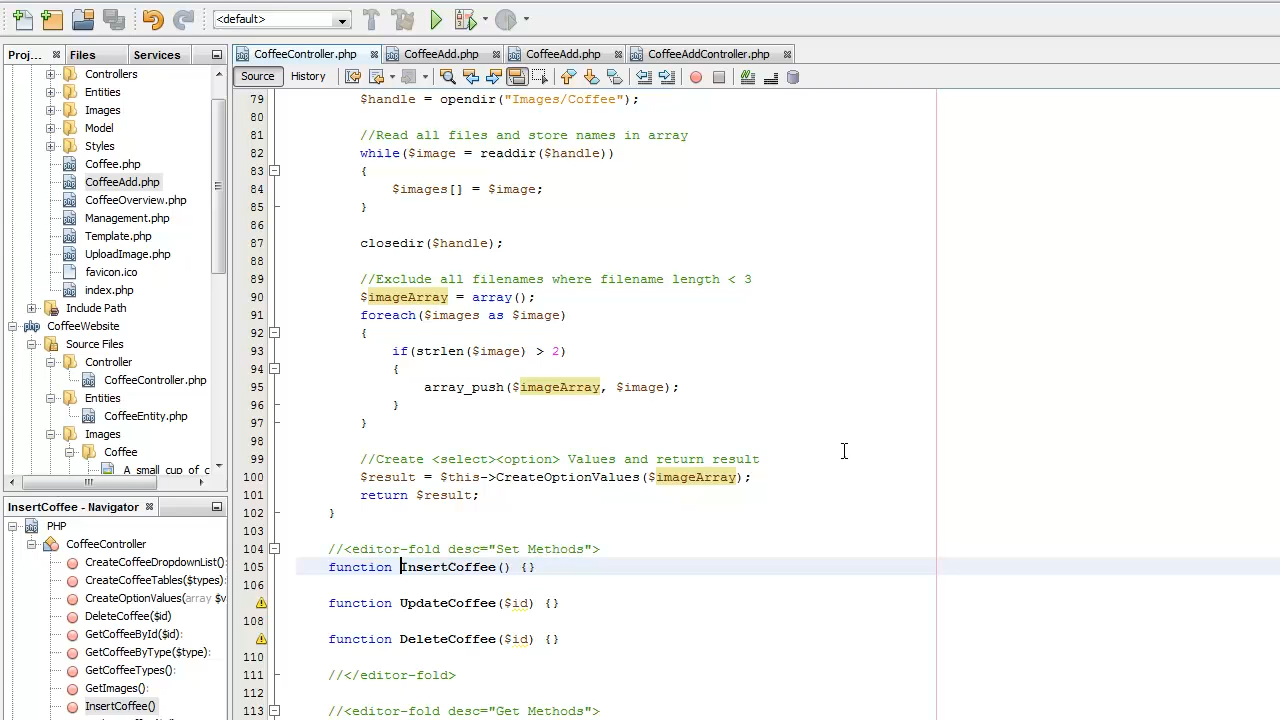 <default>
Proj...
Files
Services
Controllers
Entities
Images
Model
Styles
Coffee.php
CoffeeAdd.php
CoffeeOverview.php
Management.php
Template.php
UploadImage.php
favicon.ico
index.php
Include Path
CoffeeWebsite
Source Files
Controller
CoffeeController.php
Entities
CoffeeEntity.php
Images
Coffee
A_small_cup_of_c
InsertCoffee - Navigator
PHP
CoffeeController
CreateCoffeeDropdownList()
CreateCoffeeTables($types)
CreateOptionValues(array $v
DeleteCoffee($id)
GetCoffeeById($id):
GetCoffeeByType($type):
GetCoffeeTypes():
GetImages():
InsertCoffee()
CoffeeController.php
CoffeeAdd.php
CoffeeAdd.php
CoffeeAddController.php
Source
History
79 $handle = opendir("Images/Coffee");
80
81 //Read all files and store names in array
82 while($image = readdir($handle))
83 {
84 $images[] = $image;
85 }
86
87 closedir($handle);
88
89 //Exclude all filenames where filename length < 3
90 $imageArray = array();
91 foreach($images as $image)
92 {
93 if(strlen($image) > 2)
94 {
95 array_push($imageArray, $image);
96 }
97 }
98
99 //Create <select><option> Values and return result
100 $result = $this->CreateOptionValues($imageArray);
101 return $result;
102 }
103
104 //<editor-fold desc="Set Methods">
105 function InsertCoffee() {}
106
function UpdateCoffee($id) {}
108
function DeleteCoffee($id) {}
110
111 //</editor-fold>
112
113 //<editor-fold desc="Get Methods">